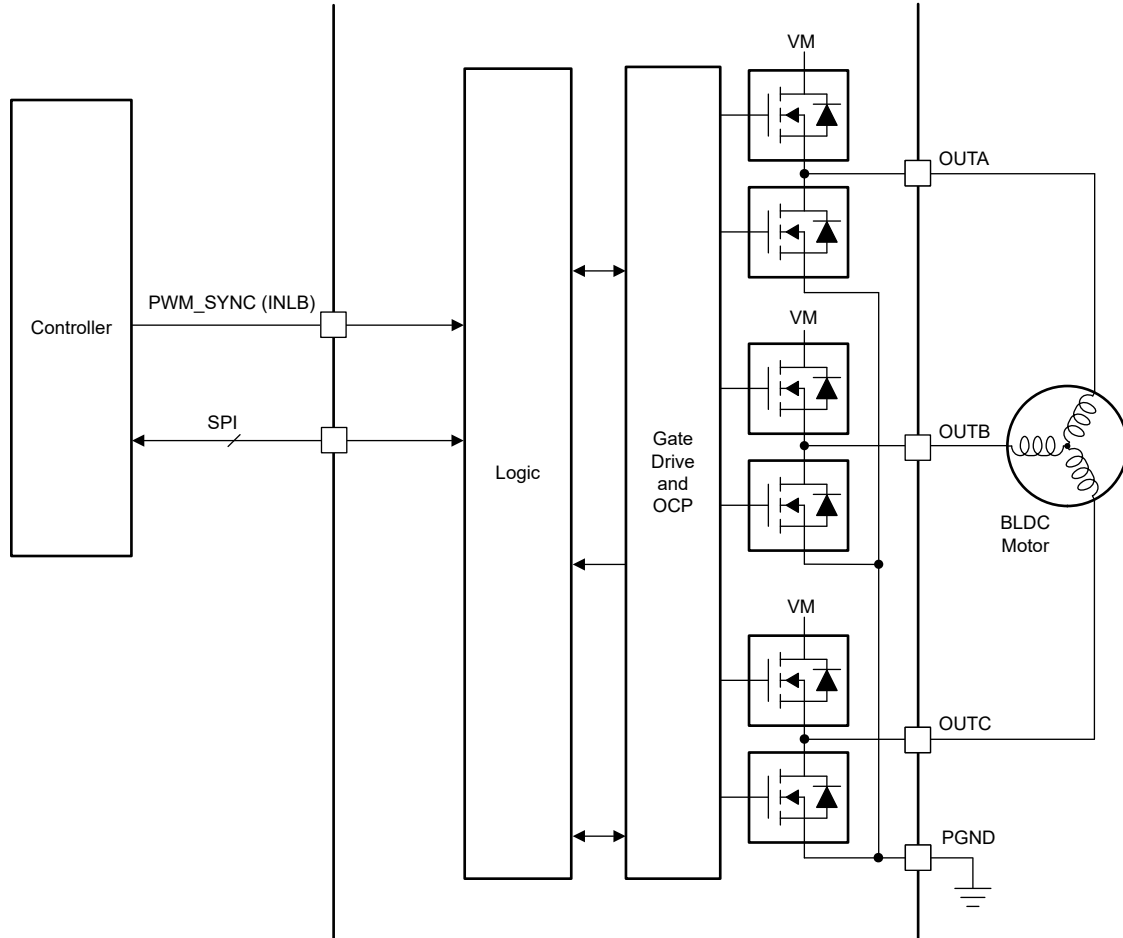 VM
OUTA
PWM_SYNC (INLB)
Controller
VM
SPI
OUTB
Logic
Gate
Drive
and
OCP
BLDC
Motor
VM
OUTC
PGND